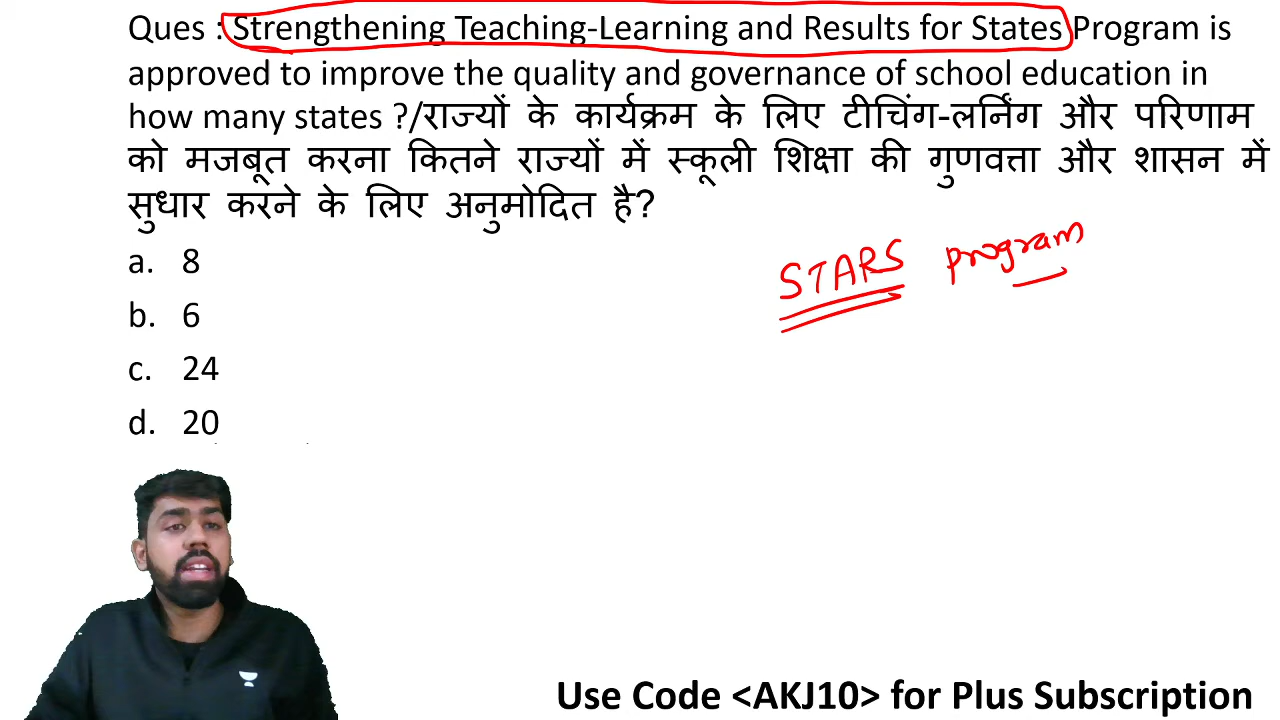 Ques : Strengthening Teaching-Learning and Results for States Program is
approved to improve the quality and governance of school education in
how many states ?/राज्यों के कार्यक्रम के लिए टीचिंग-लर्निंग और परिणाम
को मजबूत करना कितने राज्यों में स्कूली शिक्षा की गुणवत्ता और शासन में
सुधार करने के लिए अनुमोदित है?
STARS program
a. 8
b. 6
c. 24
d. 20
Use Code <AKJ10> for Plus Subscription